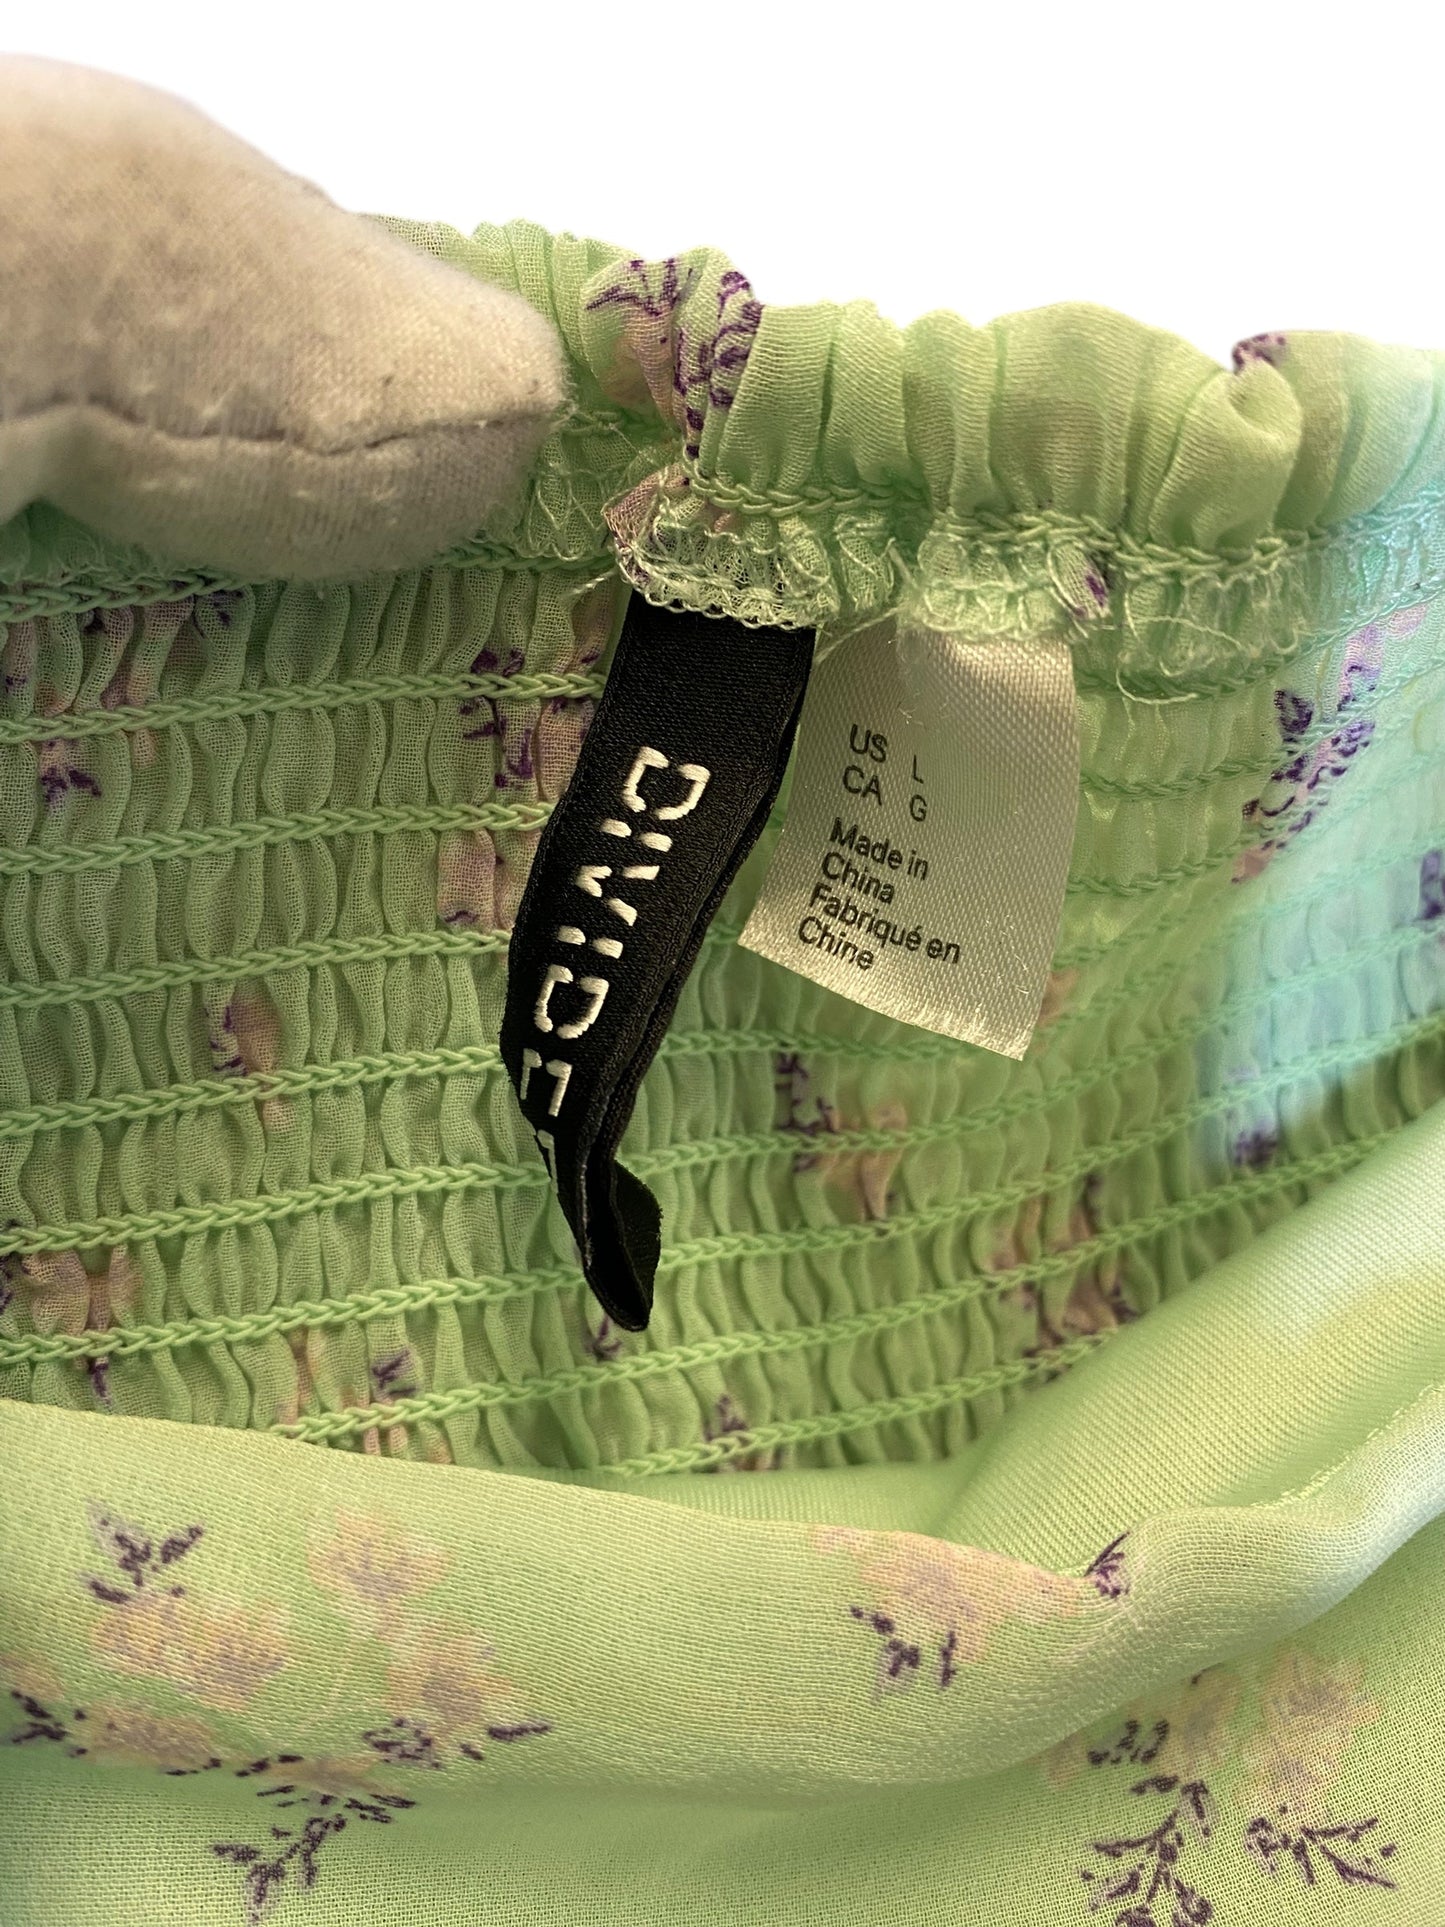 DIVIDED
US L
CA G
Made in
China
Fabriqué en
Chine